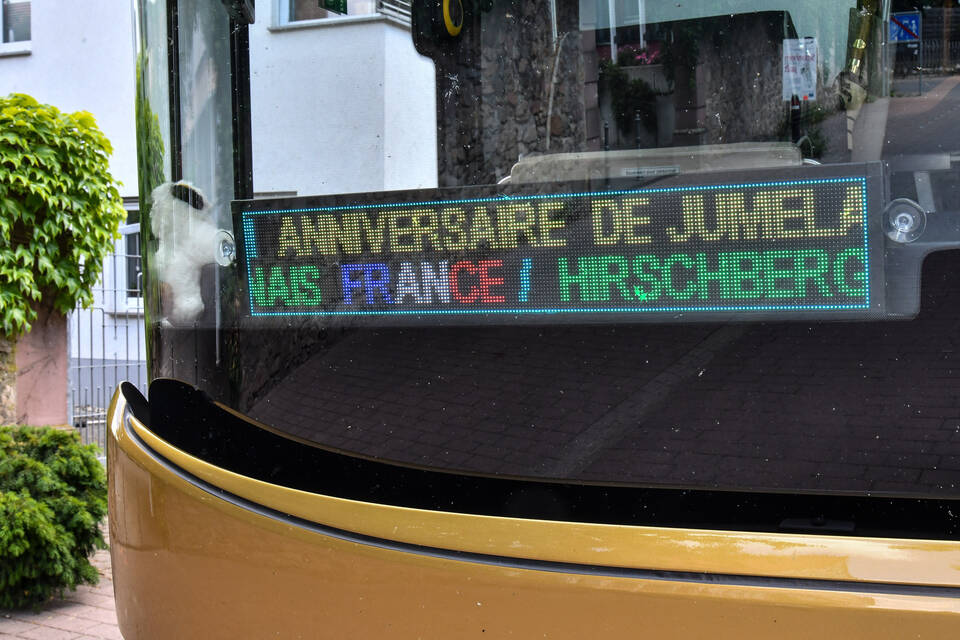 ANNIVERSAIRE DE JUMELA
NAIS FRANCE / HIRSCHBERG